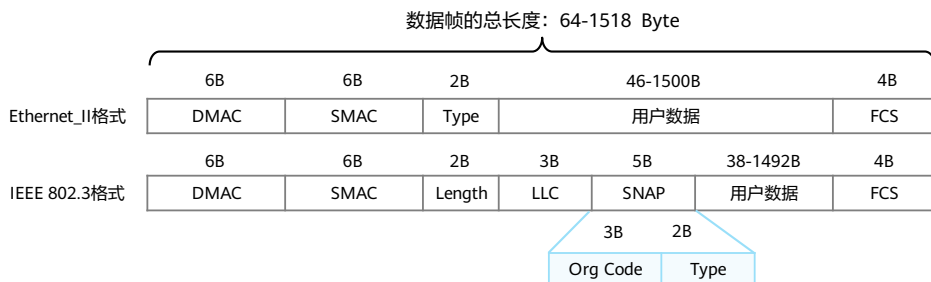 数据帧的总长度：64-1518 Byte
6B 6B 2B 46-1500B 4B
Ethernet_II格式 DMAC SMAC Type 用户数据 FCS
6B 6B 2B 3B 5B 38-1492B 4B
IEEE 802.3格式 DMAC SMAC Length LLC SNAP 用户数据 FCS
3B 2B
Org Code Type